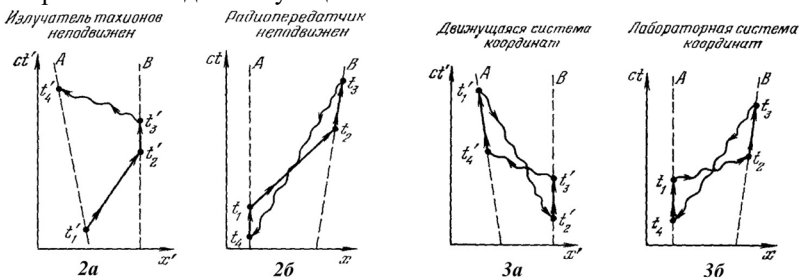 Излучатель тахионов
неподвижен
ct'
A
B
t'₄
t'₃
t'₂
t'₁
x'
2а
Радиопередатчик
неподвижен
A
B
t₃
t₂
t₁
t₄
x
2б
Движущаяся система
координат
ct'
A
B
t'₁
t'₄
t'₃
t'₂
x'
3а
Лабораторная система
координат
ct
A
B
t₃
t₁
t₂
t₄
x
3б